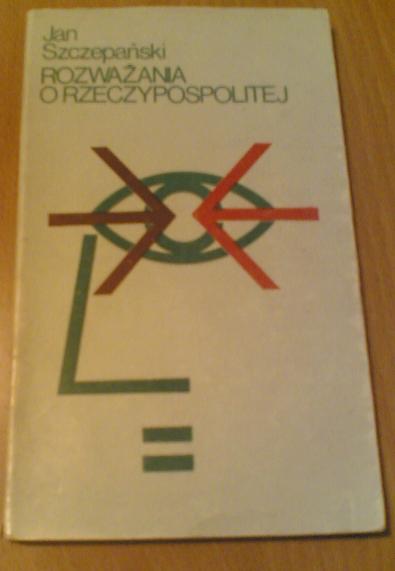 Jan
Szczepański
ROZWAŻANIA
O RZECZYPOSPOLITEJ